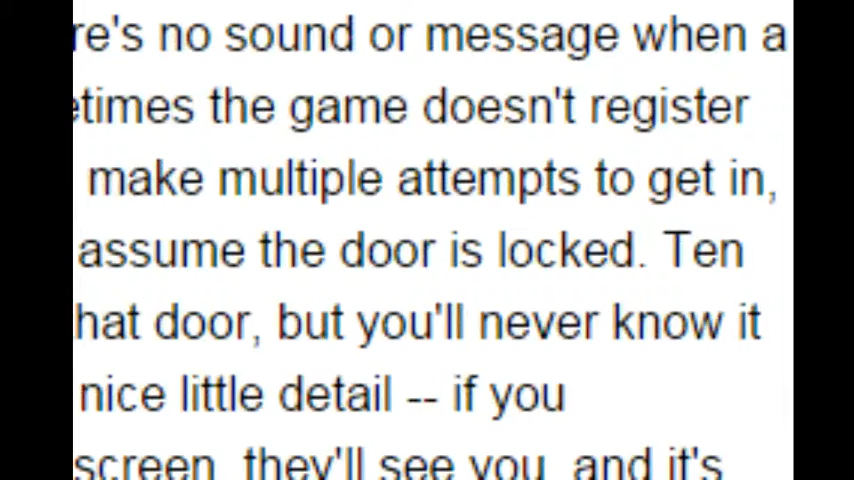 re's no sound or message when a
etimes the game doesn't register
make multiple attempts to get in,
assume the door is locked. Ten
hat door, but you'll never know it
nice little detail -- if you
screen, they'll see you, and it's